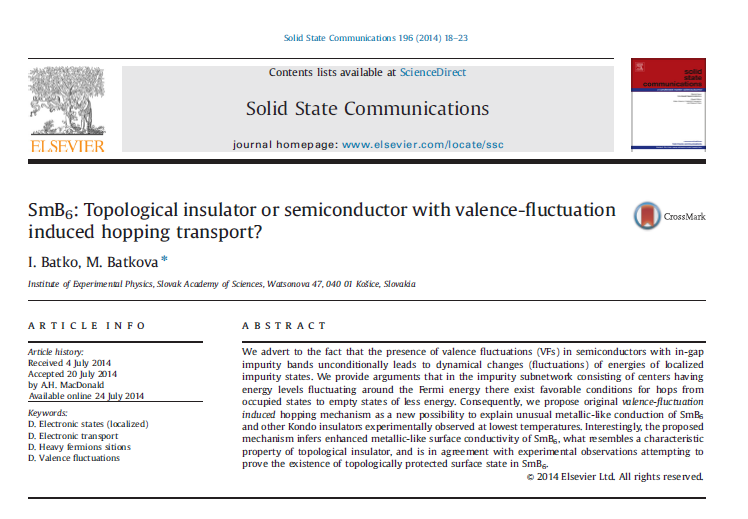 Solid State Communications 196 (2014) 18–23
Contents lists available at ScienceDirect
Solid State Communications
journal homepage: www.elsevier.com/locate/ssc
ELSEVIER
solid
state
communications
SmB₆: Topological insulator or semiconductor with valence-fluctuation
induced hopping transport?
CrossMark
I. Batko, M. Batkova *
Institute of Experimental Physics, Slovak Academy of Sciences, Watsonova 47, 040 01 Košice, Slovakia
ARTICLE INFO
Article history:
Received 4 July 2014
Accepted 20 July 2014
by A.H. MacDonald
Available online 24 July 2014
Keywords:
D. Electronic states (localized)
D. Electronic transport
D. Heavy fermions sitions
D. Valence fluctuations
ABSTRACT
We advert to the fact that the presence of valence fluctuations (VFs) in semiconductors with in-gap
impurity bands unconditionally leads to dynamical changes (fluctuations) of energies of localized
impurity states. We provide arguments that in the impurity subnetwork consisting of centers having
energy levels fluctuating around the Fermi energy there exist favorable conditions for hops from
occupied states to empty states of less energy. Consequently, we propose original valence-fluctuation
induced hopping mechanism as a new possibility to explain unusual metallic-like conduction of SmB₆
and other Kondo insulators experimentally observed at lowest temperatures. Interestingly, the proposed
mechanism infers enhanced metallic-like surface conductivity of SmB₆, what resembles a characteristic
property of topological insulator, and is in agreement with experimental observations attempting to
prove the existence of topologically protected surface state in SmB₆.
© 2014 Elsevier Ltd. All rights reserved.